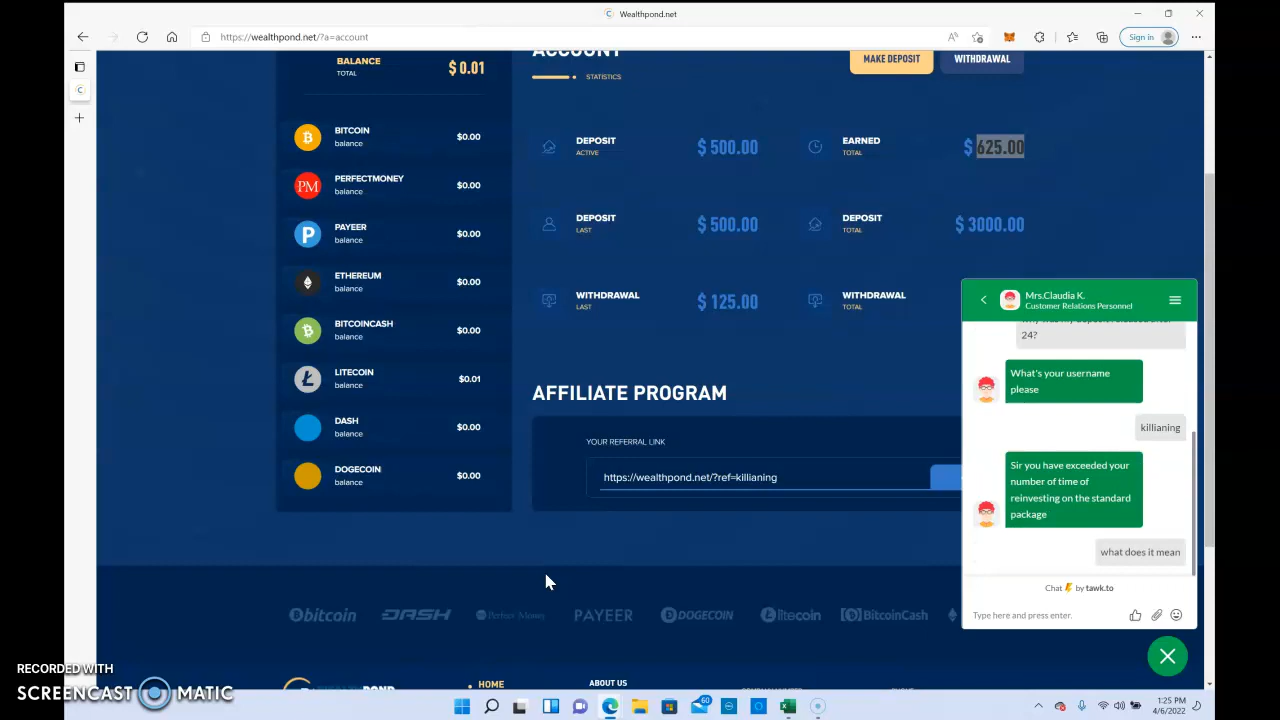 Wealthpond.net
https://wealthpond.net/?a=account
Sign in
BALANCE
TOTAL
$ 0.01
BITCOIN
balance
$0.00
PERFECTMONEY
balance
$0.00
PAYEER
balance
$0.00
ETHEREUM
balance
$0.00
BITCOINCASH
balance
$0.00
LITECOIN
balance
$0.01
DASH
balance
$0.00
DOGECOIN
balance
$0.00
ACCOUNT
STATISTICS
MAKE DEPOSIT
WITHDRAWAL
DEPOSIT
ACTIVE
$ 500.00
EARNED
TOTAL
$ 625.00
DEPOSIT
LAST
$ 500.00
DEPOSIT
TOTAL
$ 3000.00
WITHDRAWAL
LAST
$ 125.00
WITHDRAWAL
TOTAL
AFFILIATE PROGRAM
YOUR REFERRAL LINK
https://wealthpond.net/?ref=killianing
Mrs.Claudia K.
Customer Relations Personnel
24?
What's your username
please
killianing
Sir you have exceeded your
number of time of
reinvesting on the standard
package
what does it mean
Chat ⚡ by tawk.to
Type here and press enter.
bitcoin
DASH
Perfect Money
PAYEER
DOGECOIN
litecoin
BitcoinCash
HOME
ABOUT US
RECORDED WITH
SCREENCAST MATIC
60
1:25 PM
4/6/2022